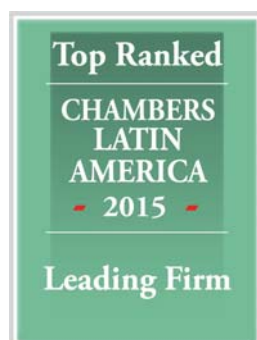 Top Ranked
CHAMBERS
LATIN
AMERICA
- 2015 -
Leading Firm